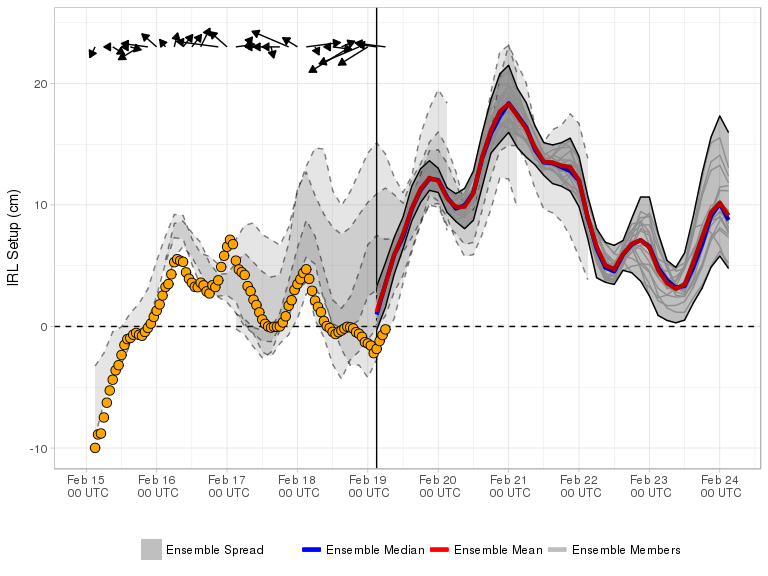 IRL Setup (cm)
20
10
0
-10
Feb 15
00 UTC
Feb 16
00 UTC
Feb 17
00 UTC
Feb 18
00 UTC
Feb 19
00 UTC
Feb 20
00 UTC
Feb 21
00 UTC
Feb 22
00 UTC
Feb 23
00 UTC
Feb 24
00 UTC
Ensemble Spread
Ensemble Median
Ensemble Mean
Ensemble Members